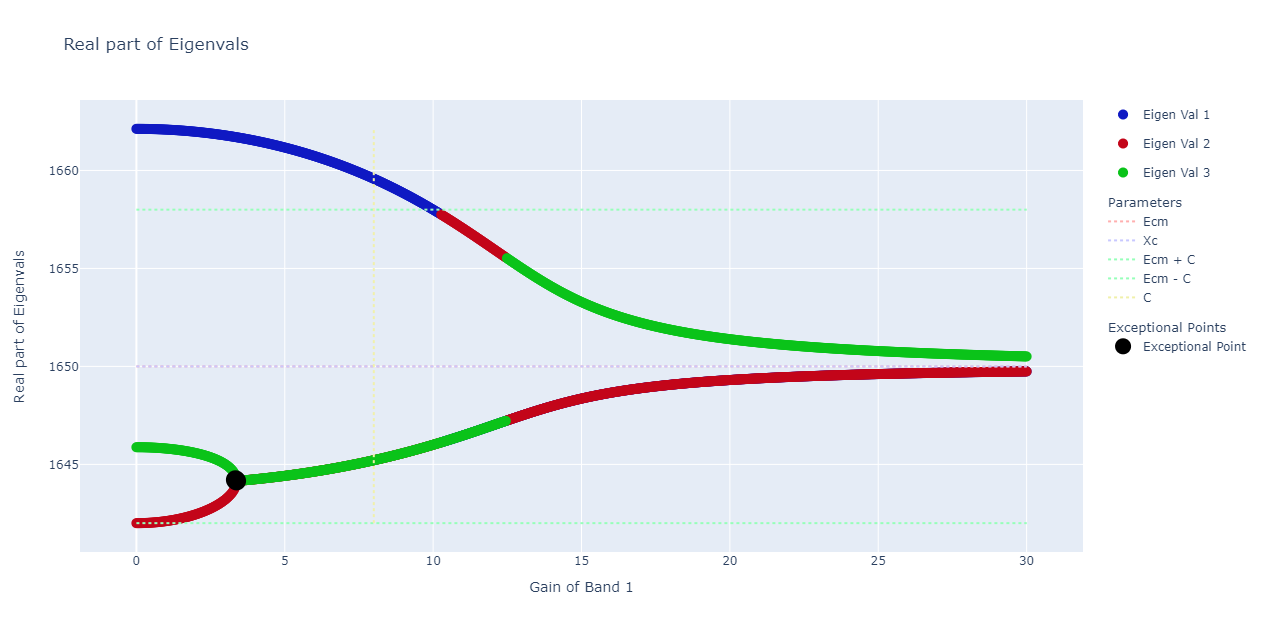 Real part of Eigenvals
Real part of Eigenvals
1660
1655
1650
1645
0 5 10 15 20 25 30
Gain of Band 1
Eigen Val 1
Eigen Val 2
Eigen Val 3
Parameters
Ecm
Xc
Ecm + C
Ecm - C
C
Exceptional Points
Exceptional Point